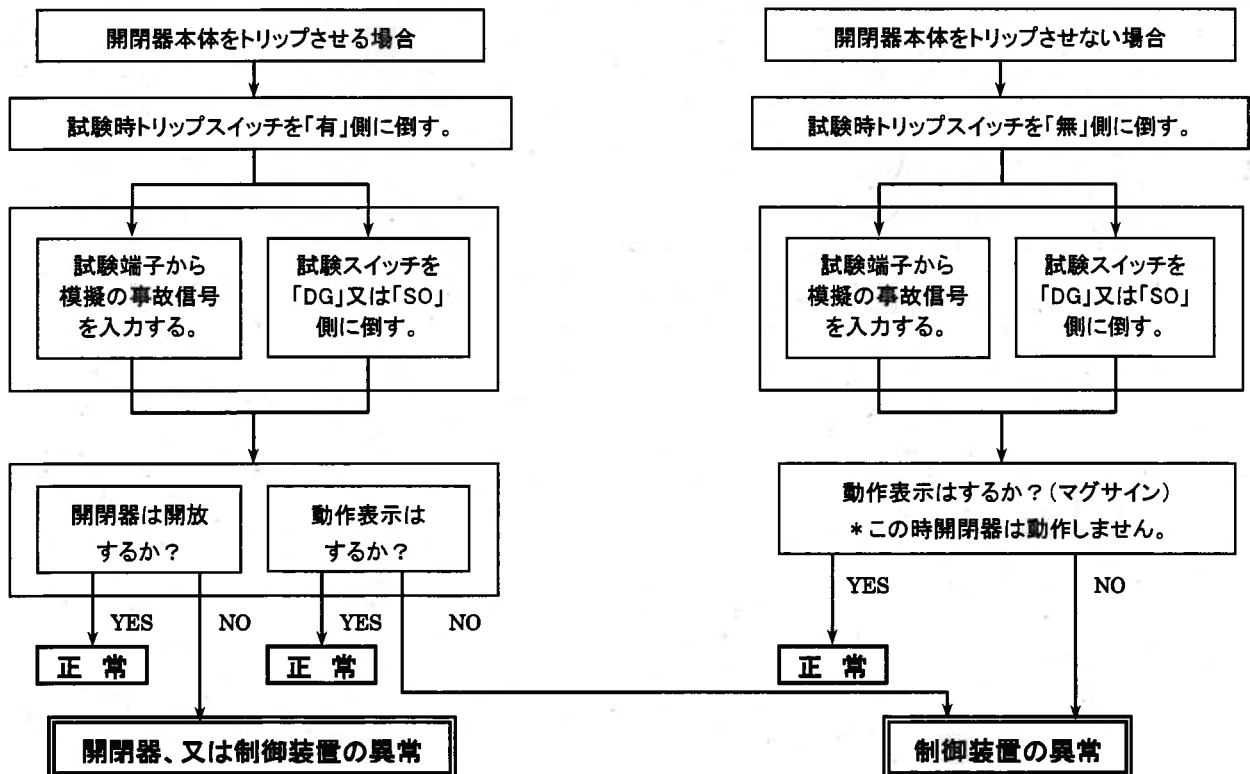 開閉器本体をトリップさせる場合
試験時トリップスイッチを「有」側に倒す。
試験端子から
模擬の事故信号
を入力する。
試験スイッチを
「DG」又は「SO」
側に倒す。
開閉器は開放
するか？
動作表示は
するか？
YES
NO
YES
NO
正 常
正 常
開閉器、又は制御装置の異常
開閉器本体をトリップさせない場合
試験時トリップスイッチを「無」側に倒す。
試験端子から
模擬の事故信号
を入力する。
試験スイッチを
「DG」又は「SO」
側に倒す。
動作表示はするか？（マグサイン）
＊この時開閉器は動作しません。
YES
NO
正 常
制御装置の異常